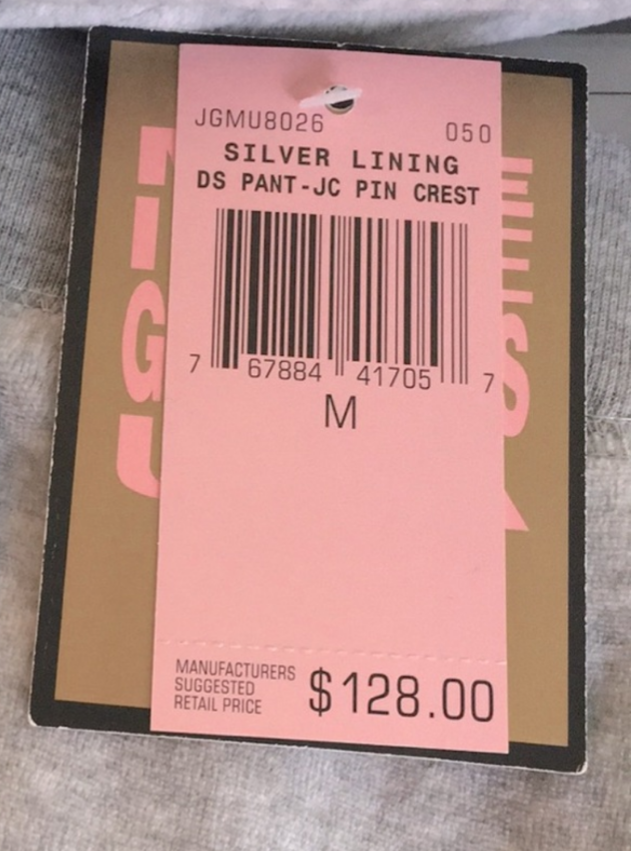 JGMU8026 050
SILVER LINING
DS PANT-JC PIN CREST
7 67884 41705 7
M
MANUFACTURERS
SUGGESTED
RETAIL PRICE
$128.00